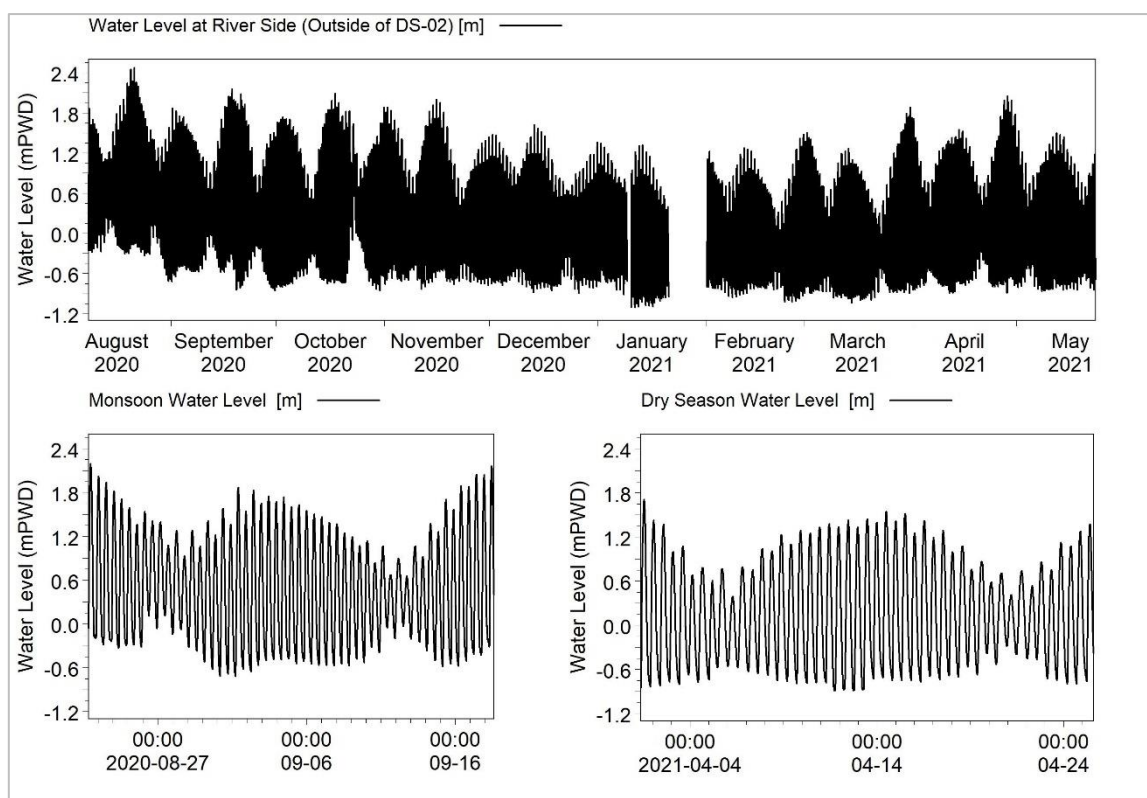 Water Level at River Side (Outside of DS-02) [m]
Water Level (mPWD)
2.4
1.8
1.2
0.6
0.0
-0.6
-1.2
August September October November December January February March April May
2020 2020 2020 2020 2020 2021 2021 2021 2021 2021
Monsoon Water Level [m]
Water Level (mPWD)
2.4
1.8
1.2
0.6
0.0
-0.6
-1.2
00:00 00:00 00:00
2020-08-27 09-06 09-16
Dry Season Water Level [m]
Water Level (mPWD)
2.4
1.8
1.2
0.6
0.0
-0.6
-1.2
00:00 00:00 00:00
2021-04-04 04-14 04-24